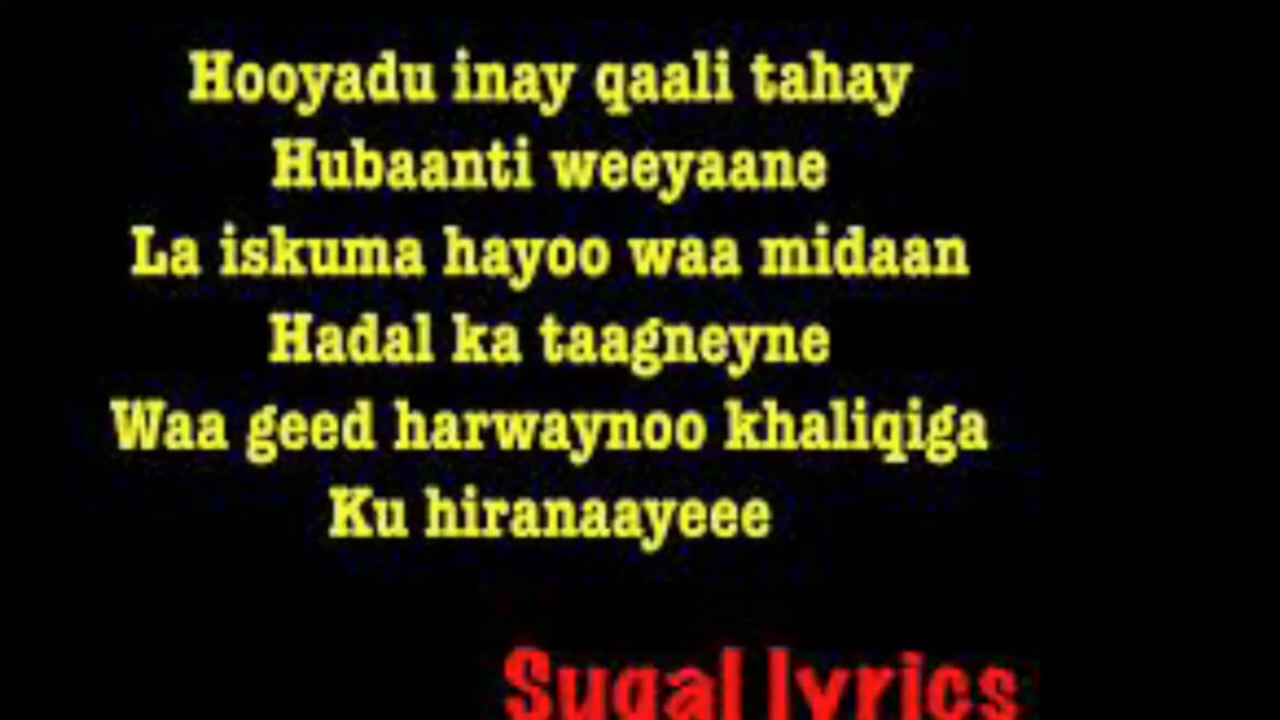 Hooyadu inay qaali tahay
Hubaanti weeyaane
La iskuma hayoo waa midaan
Hadal ka taagneyne
Waa geed harwaynoo khaliqiga
Ku hiranaayeee
Sugal lyrics